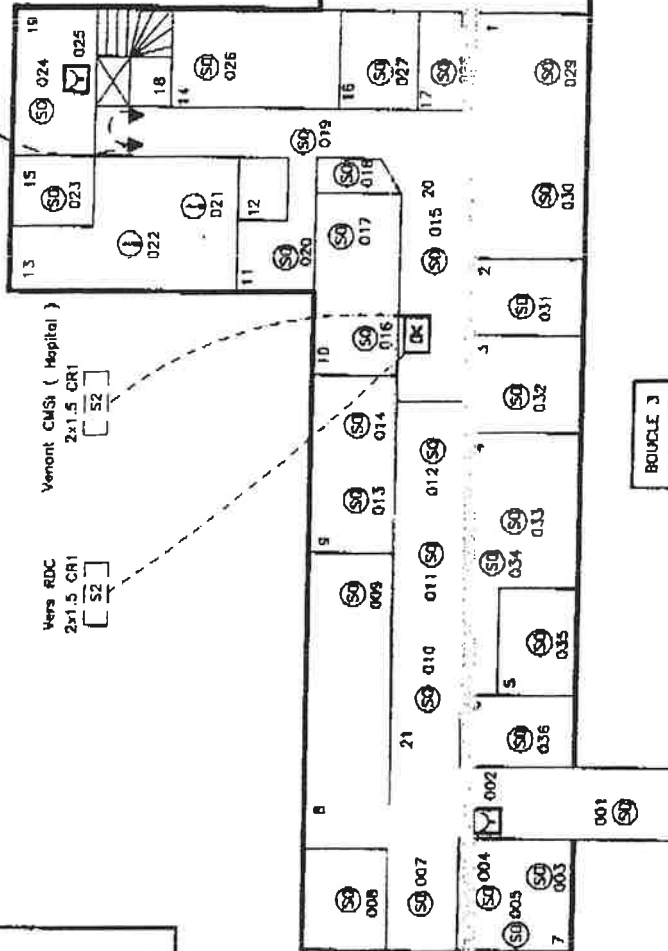 19
024
025
SD
15
SD
023
13
022
021
18
14
SD
026
16
SD
027
17
SD
SD
019
12
11
SD
020
SD
018
SD
017
20
SD
015
10
SD
016
DC
1
SD
029
SD
030
2
SD
031
3
SD
032
Venant CMSI ( Hopital )
2x1.5 CR1
S2
Vers RDC
2x1.5 CR1
S2
SD
014
SD
013
9
SD
009
8
SD
008
SD
012
SD
011
SD
010
21
SD
007
4
SD
033
SD
034
5
SD
035
SD
036
002
001
SD
SD
004
SD
005
SD
003
7
BOUCLE 3